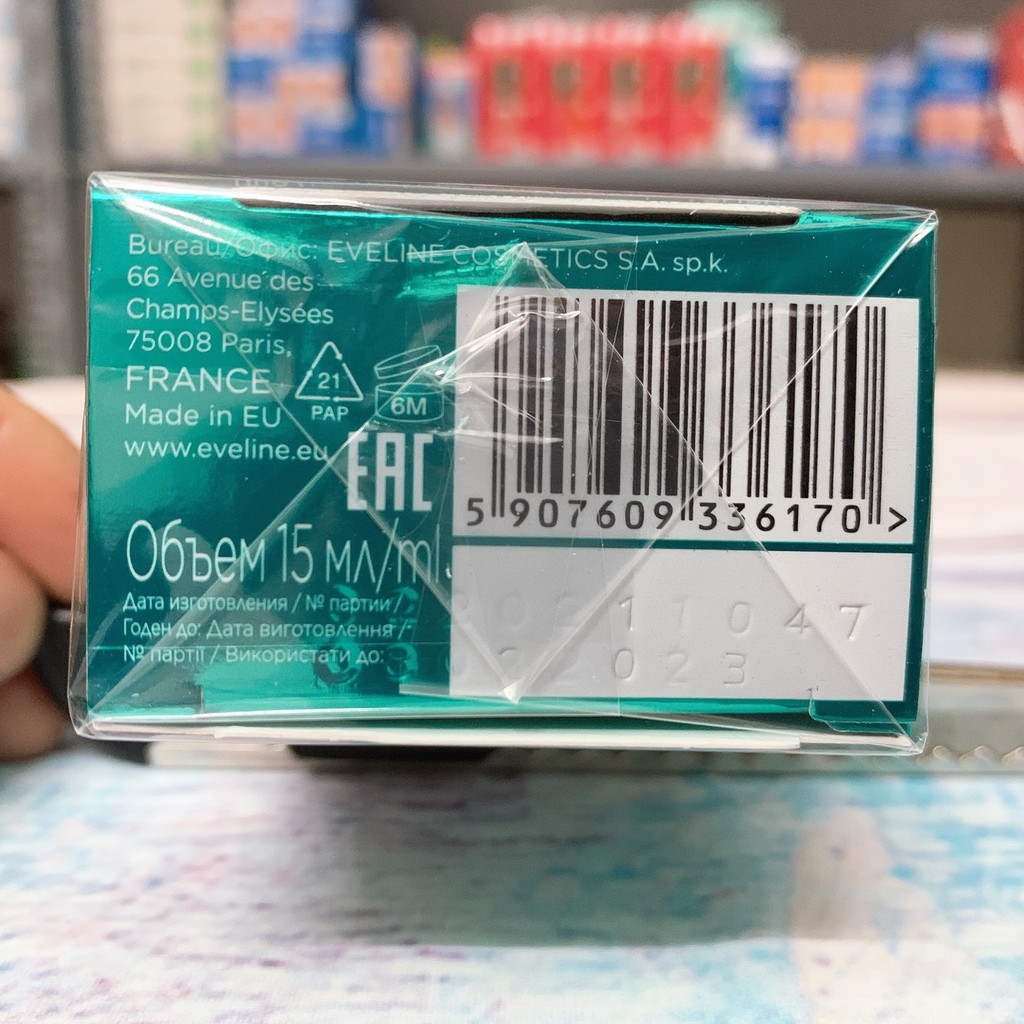 Bureau/Офис: EVELINE COSMETICS S.A. sp.k.
66 Avenue des
Champs-Elysées
75008 Paris,
FRANCE
Made in EU
www.eveline.eu
21
PAP
6M
EAC
5 907609 336170 >
Объем 15 мл/ml
Дата изготовления / № партии /
Годен до: Дата виготовлення /
№ партії / Використати до:
11047
2023